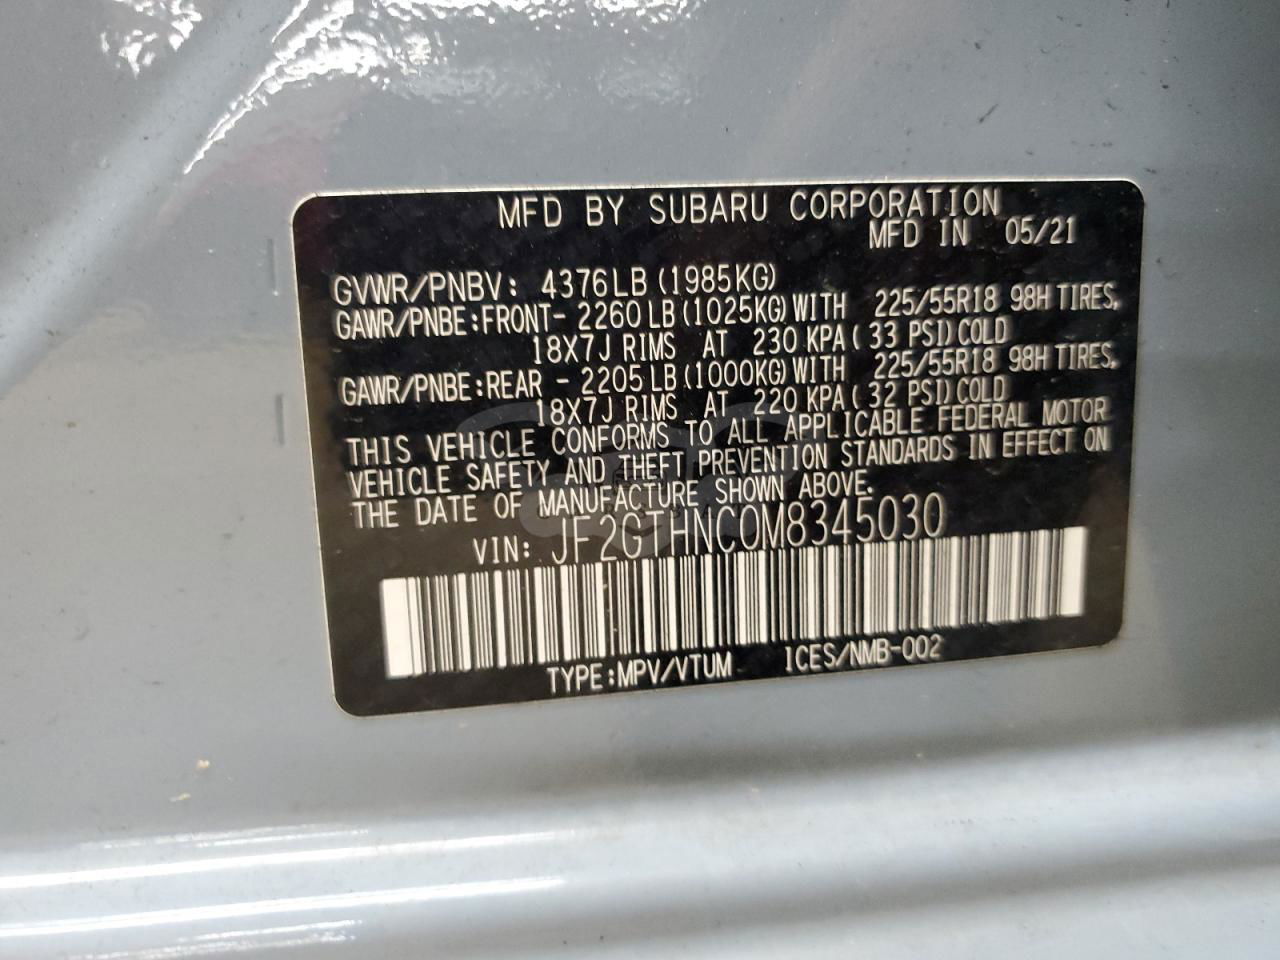 MFD BY SUBARU CORPORATION
MFD IN 05/21
GVWR/PNBV: 4376LB (1985KG)
GAWR/PNBE:FRONT- 2260 LB (1025KG) WITH 225/55R18 98H TIRES,
18X7J RIMS AT 230 KPA ( 33 PSI) COLD
GAWR/PNBE:REAR - 2205 LB (1000KG) WITH 225/55R18 98H TIRES,
18X7J RIMS AT 220 KPA ( 32 PSI) COLD
THIS VEHICLE CONFORMS TO ALL APPLICABLE FEDERAL MOTOR
VEHICLE SAFETY AND THEFT PREVENTION STANDARDS IN EFFECT ON
THE DATE OF MANUFACTURE SHOWN ABOVE.
VIN: JF2GTHNC0M8345030
TYPE:MPV/VTUM ICES/NMB-002